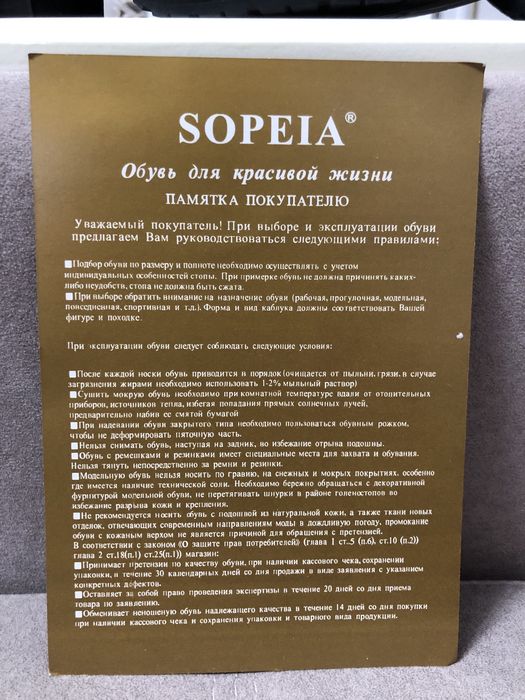 SOPEIA®
Обувь для красивой жизни
ПАМЯТКА ПОКУПАТЕЛЮ
Уважаемый покупатель! При выборе и эксплуатации обуви
предлагаем Вам руководствоваться следующими правилами:
■Подбор обуви по размеру и полноте необходимо осуществлять с учетом
индивидуальных особенностей стопы. При примерке обувь не должна причинять каких-
либо неудобств, стопа не должна быть сжата.
■При выборе обратить внимание на назначение обуви (рабочая, прогулочная, модельная,
повседневная, спортивная и т.д.). Форма и вид каблука должны соответствовать Вашей
фигуре и походке.
При эксплуатации обуви следует соблюдать следующие условия:
■После каждой носки обувь приводится в порядок (очищается от пыльни, грязи, в случае
загрязнения жирами необходимо использовать 1-2% мыльный раствор)
■Сушить мокрую обувь необходимо при комнатной температуре вдали от отопительных
приборов, источников тепла, избегая попадания прямых солнечных лучей,
предварительно набив ее смятой бумагой
■При надевании обуви закрытого типа необходимо пользоваться обувным рожком,
чтобы не деформировать пяточную часть.
■Нельзя снимать обувь, наступая на задник, во избежание отрыва подошвы.
■Обувь с ремешками и резинками имеет специальные места для захвата и обувания.
Нельзя тянуть непосредственно за ремни и резинки.
■Модельную обувь нельзя носить по гравию, на снежных и мокрых покрытиях, особенно
где имеется наличие технической соли. Необходимо бережно обращаться с декоративной
фурнитурой модельной обуви, не перетягивать шнурки в районе голеностопов во
избежание разрыва кожи и крепления.
■Не рекомендуется носить обувь с подошвой из натуральной кожи, а также ткани новых
отделок, отвечающих современным направлениям моды в дождливую погоду, промокание
обуви с кожаным верхом не является причиной для обращения с претензией.
В соответствии с законом «О защите прав потребителей» (глава 1 ст..5 (п.6), ст.10 (п.2))
глава 2 ст.18(п.1) ст.25(п.1)) магазин:
■Принимает претензии по качеству обуви, при наличии кассового чека, сохранении
упаковки, в течение 30 календарных дней со дня продажи в виде заявления с указанием
конкретных дефектов.
■Оставляет за собой право проведения экспертизы в течение 20 дней со дня приема
товара по заявлению.
■Обменивает неношеную обувь надлежащего качества в течение 14 дней со дня покупки
при наличии кассового чека и сохранения упаковки и товарного вида продукции.